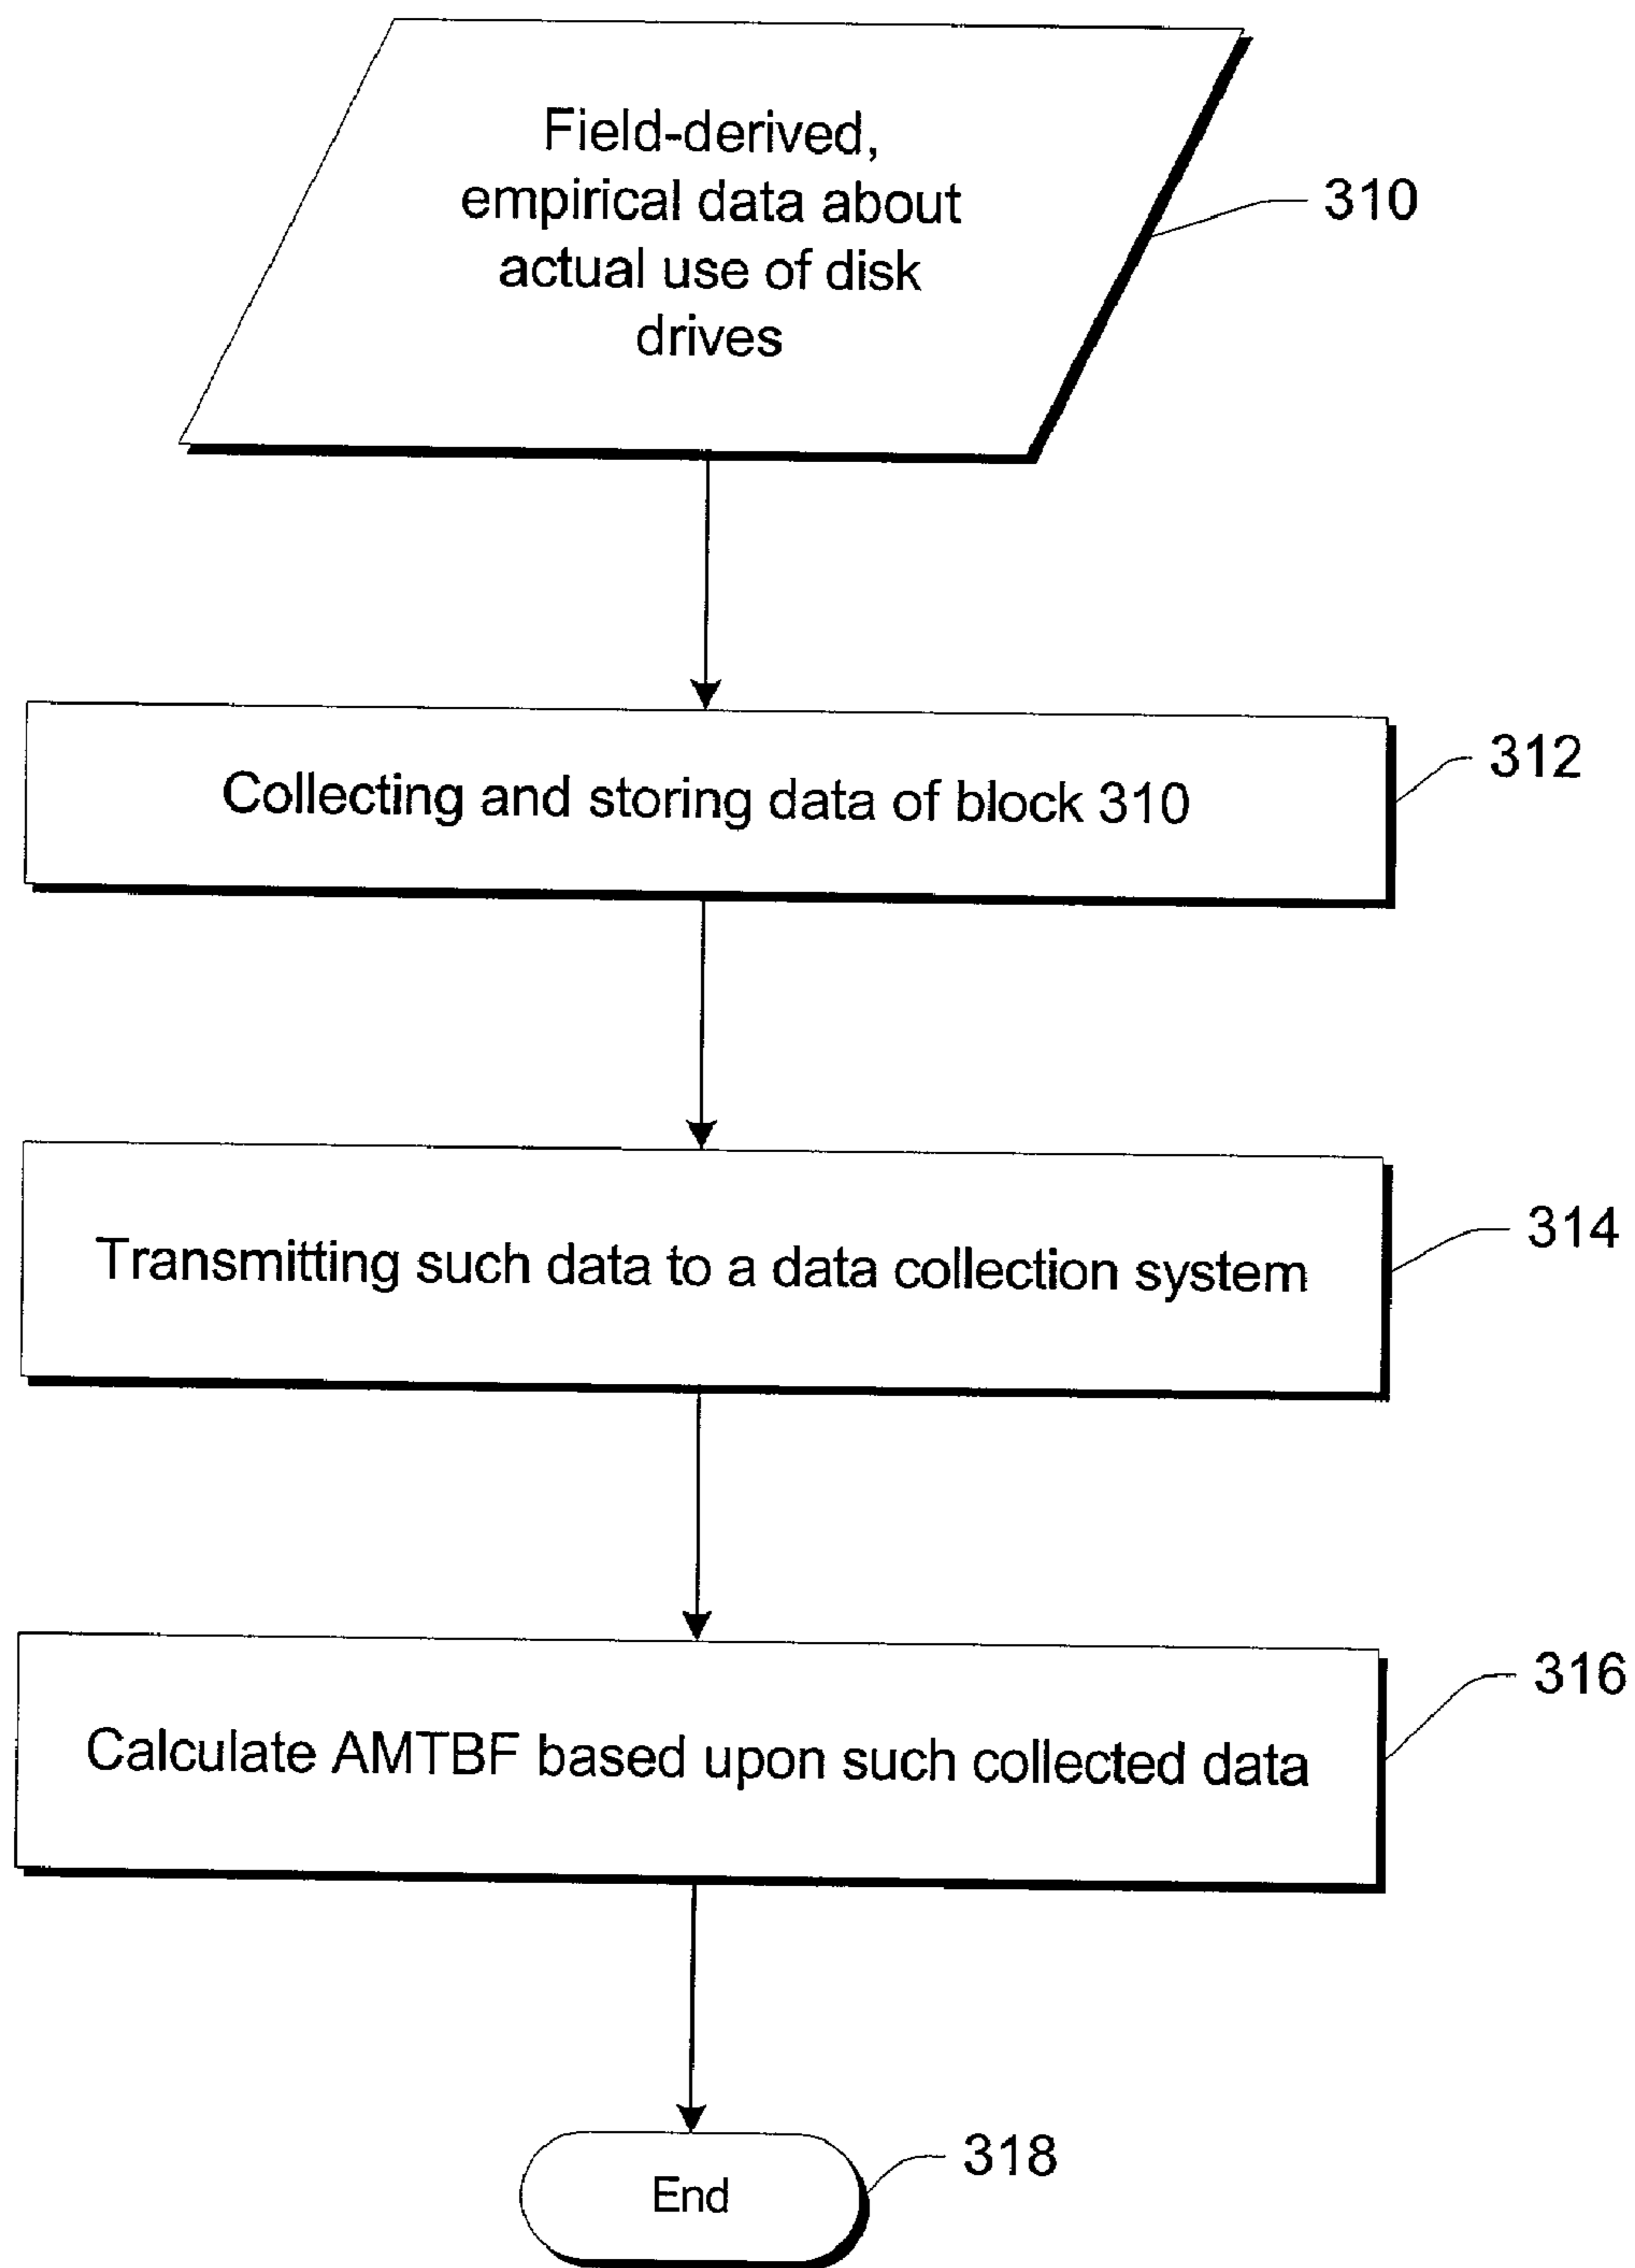 Field-derived,
empirical data about
actual use of disk
drives
310
Collecting and storing data of block 310
312
Transmitting such data to a data collection system
314
Calculate AMTBF based upon such collected data
316
End
318